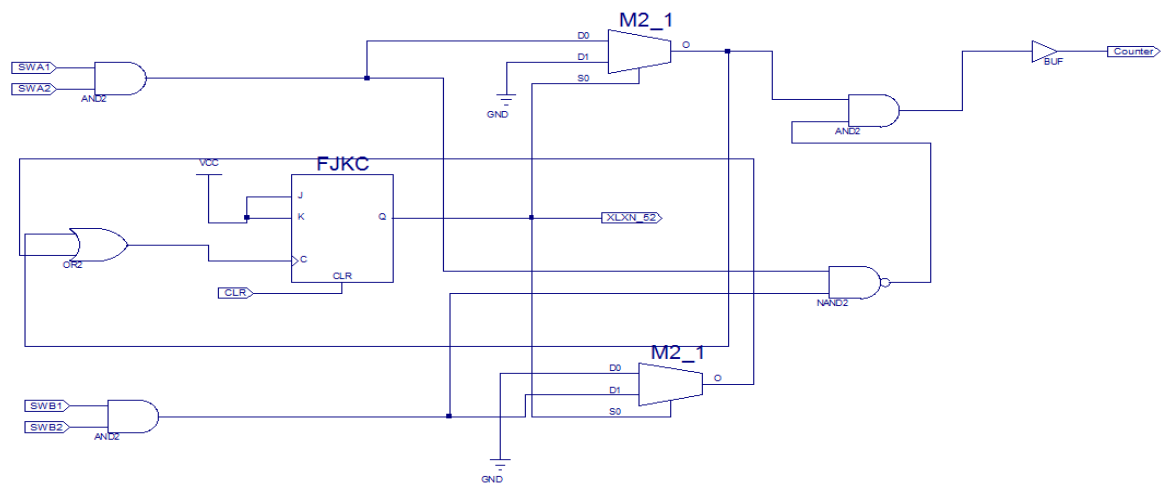 M2_1
D0
O
SWA1
D1
Counter
BUF
SWA2
S0
AND2
GND
AND2
VCC
FJKC
J
K
Q
XLXN_52
C
OR2
CLR
CLR
NAND2
M2_1
D0
O
D1
SWB1
S0
SWB2
AND2
GND